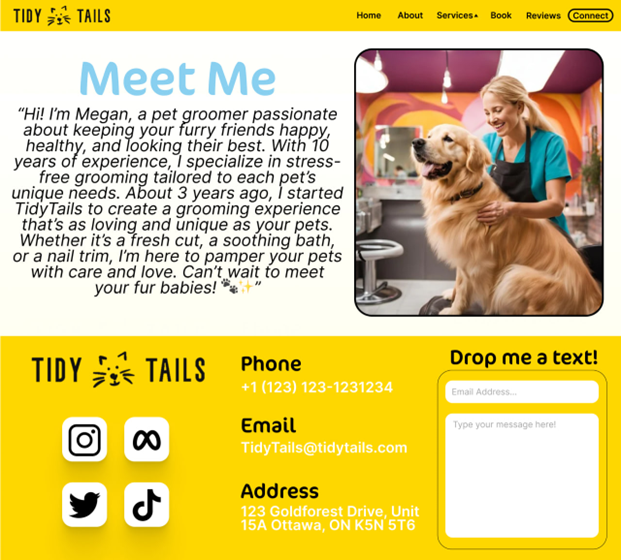 TIDY TAILS
Home About Services Book Reviews Connect
Meet Me
“Hi! I’m Megan, a pet groomer passionate
about keeping your furry friends happy,
healthy, and looking their best. With 10
years of experience, I specialize in stress-
free grooming tailored to each pet’s
unique needs. About 3 years ago, I started
TidyTails to create a grooming experience
that’s as loving and unique as your pets.
Whether it’s a fresh cut, a soothing bath,
or a nail trim, I’m here to pamper your pets
with care and love. Can’t wait to meet
your fur babies! 🐾✨”
TIDY TAILS
Phone
+1 (123) 123-1231234
Email
TidyTails@tidytails.com
Address
123 Goldforest Drive, Unit
15A Ottawa, ON K5N 5T6
Drop me a text!
Email Address...
Type your message here!